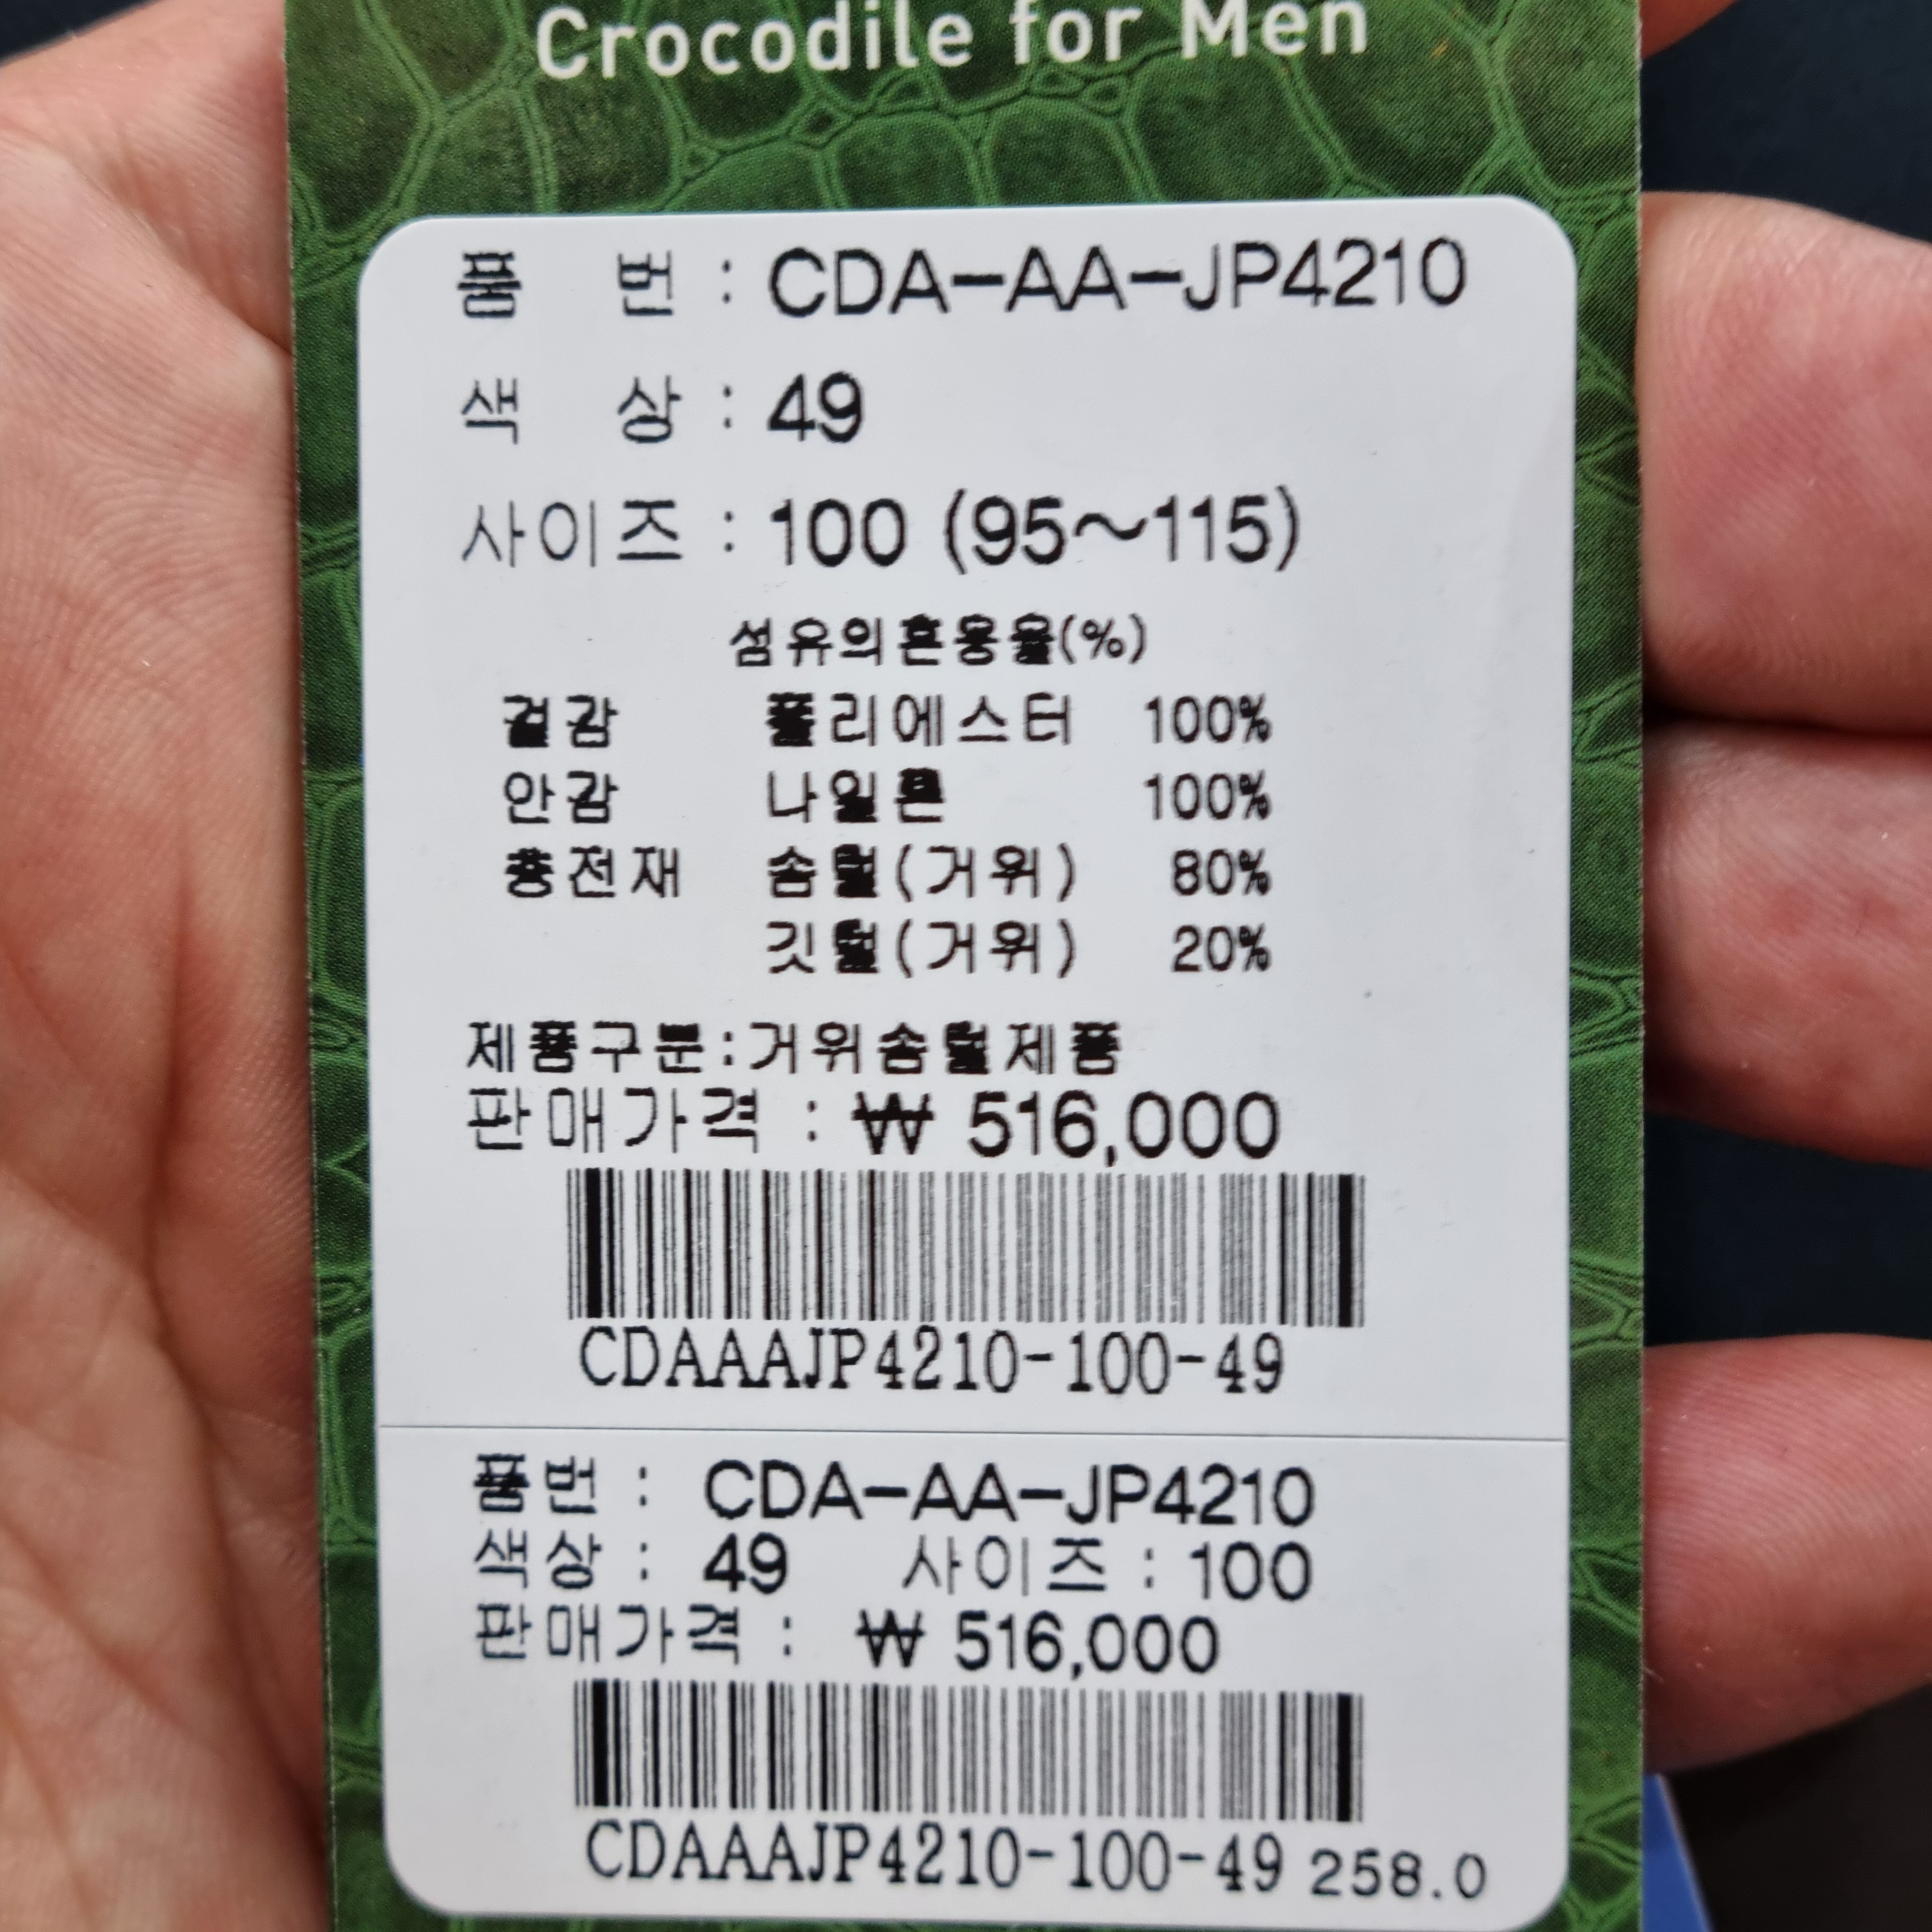 Crocodile for Men
품 번 : CDA-AA-JP4210
색 상 : 49
사이즈 : 100 (95~115)
섬유의혼용율(%)
겉감 폴리에스터 100%
안감 나일론 100%
충전재 솜털(거위) 80%
깃털(거위) 20%
제품구분:거위솜털제품
판매가격 : ₩ 516,000
CDAAAJP4210-100-49
품번 : CDA-AA-JP4210
색상 : 49 사이즈 : 100
판매가격 : ₩ 516,000
CDAAAJP4210-100-49 258.0